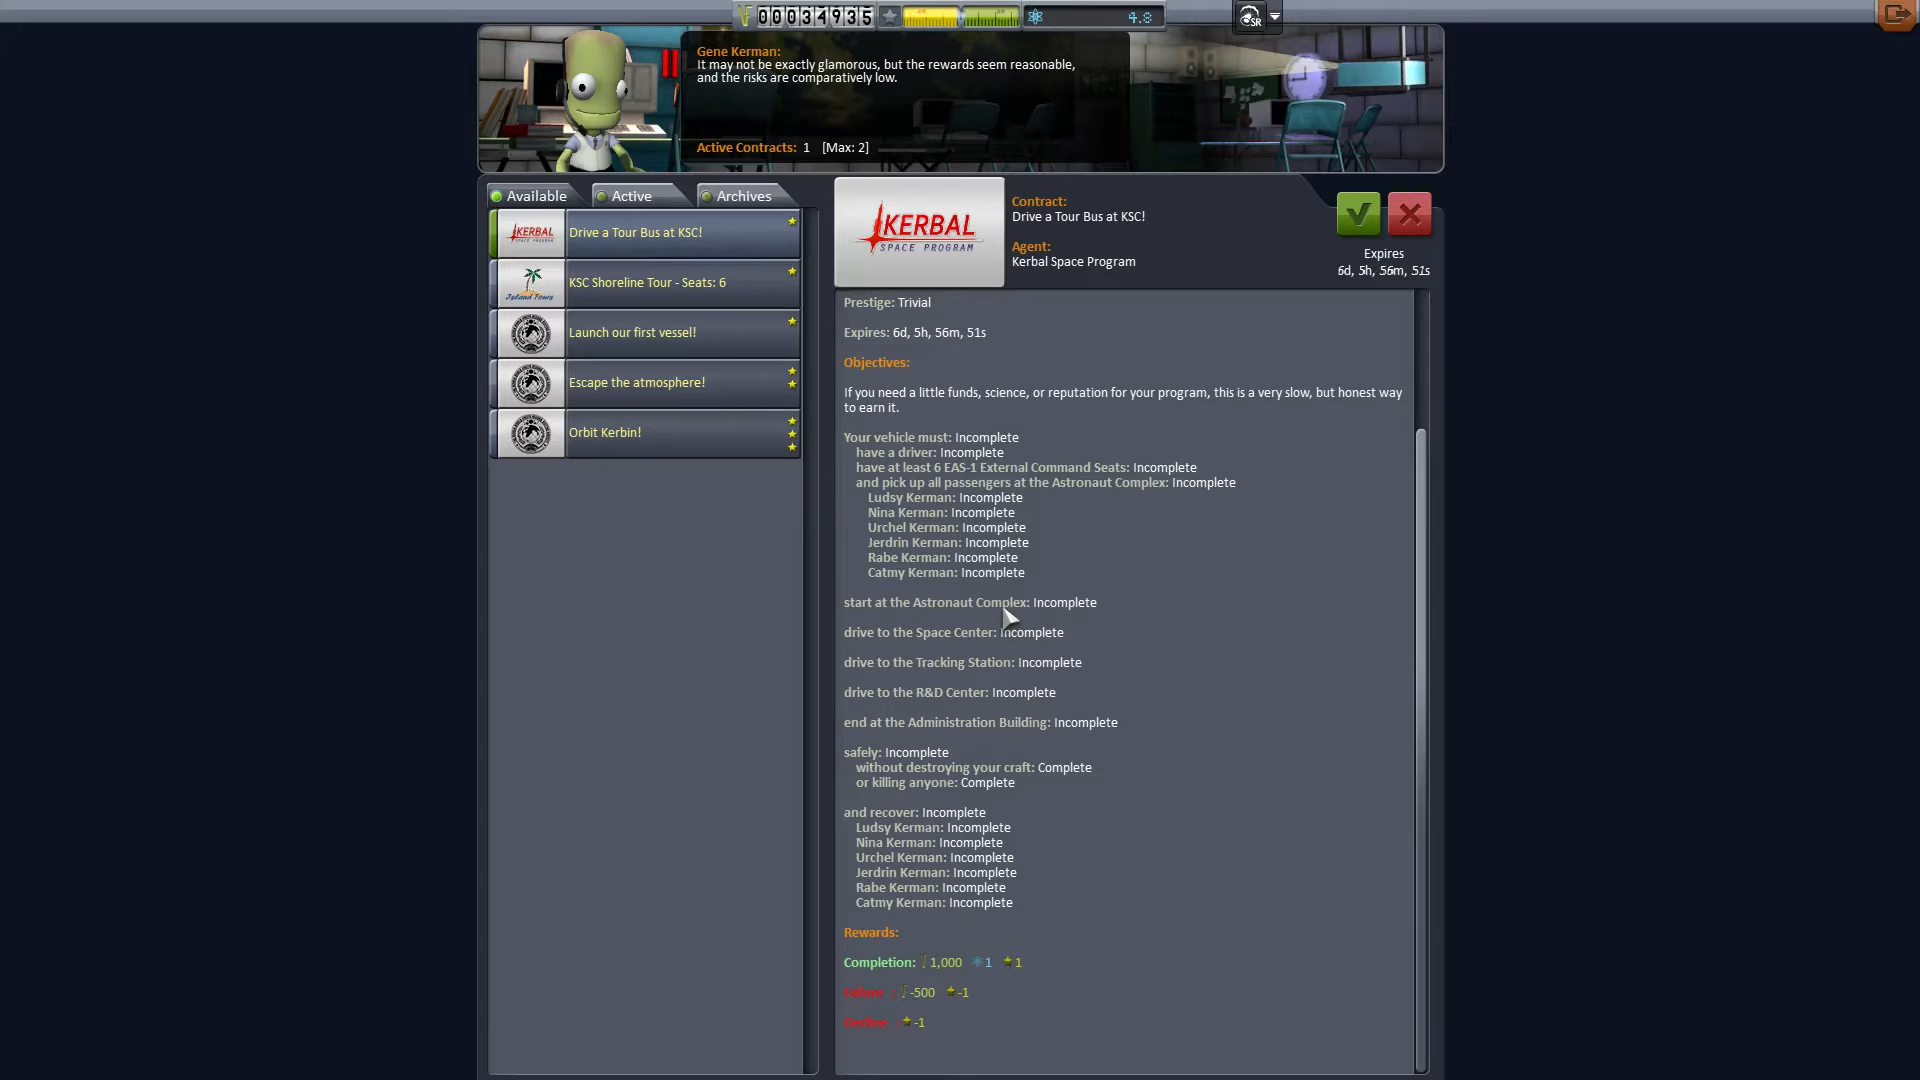 00034935
4.8
SR
Gene Kerman:
It may not be exactly glamorous, but the rewards seem reasonable,
and the risks are comparatively low.
Active Contracts: 1 [Max: 2]
Available
Active
Archives
KERBAL
SPACE PROGRAM
Drive a Tour Bus at KSC!
Island Tours
KSC Shoreline Tour - Seats: 6
Launch our first vessel!
Escape the atmosphere!
Orbit Kerbin!
KERBAL
SPACE PROGRAM
Contract:
Drive a Tour Bus at KSC!
Agent:
Kerbal Space Program
Expires
6d, 5h, 56m, 51s
Prestige: Trivial
Expires: 6d, 5h, 56m, 51s
Objectives:
If you need a little funds, science, or reputation for your program, this is a very slow, but honest way
to earn it.
Your vehicle must: Incomplete
have a driver: Incomplete
have at least 6 EAS-1 External Command Seats: Incomplete
and pick up all passengers at the Astronaut Complex: Incomplete
Ludsy Kerman: Incomplete
Nina Kerman: Incomplete
Urchel Kerman: Incomplete
Jerdrin Kerman: Incomplete
Rabe Kerman: Incomplete
Catmy Kerman: Incomplete
start at the Astronaut Complex: Incomplete
drive to the Space Center: Incomplete
drive to the Tracking Station: Incomplete
drive to the R&D Center: Incomplete
end at the Administration Building: Incomplete
safely: Incomplete
without destroying your craft: Complete
or killing anyone: Complete
and recover: Incomplete
Ludsy Kerman: Incomplete
Nina Kerman: Incomplete
Urchel Kerman: Incomplete
Jerdrin Kerman: Incomplete
Rabe Kerman: Incomplete
Catmy Kerman: Incomplete
Rewards:
Completion: 1,000 1 1
Failure: -500 -1
Decline: -1